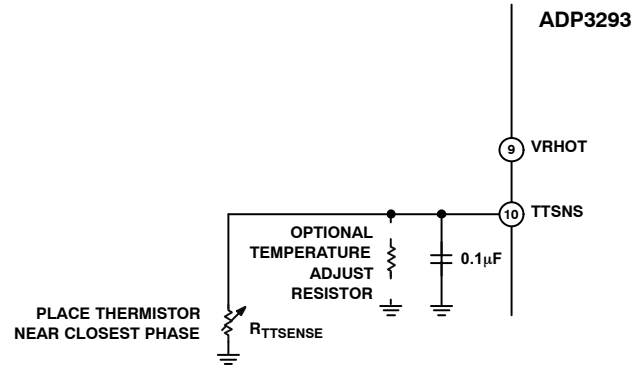 ADP3293
9 VRHOT
10 TTSNS
OPTIONAL
TEMPERATURE
ADJUST
RESISTOR
0.1μF
PLACE THERMISTOR
NEAR CLOSEST PHASE
RTTSENSE